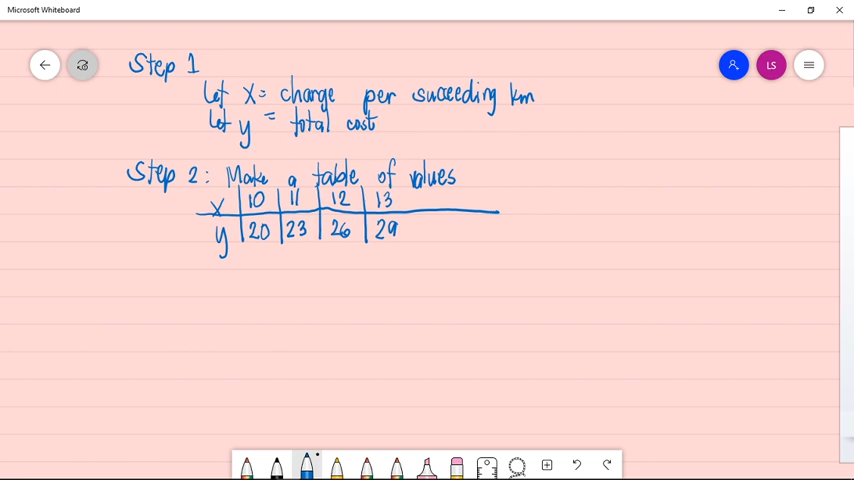 Microsoft Whiteboard
LS
Step 1
Let x = charge per succeeding km
Let y = total cost
Step 2: Make a table of values
x 10 11 12 13
y 20 23 26 29